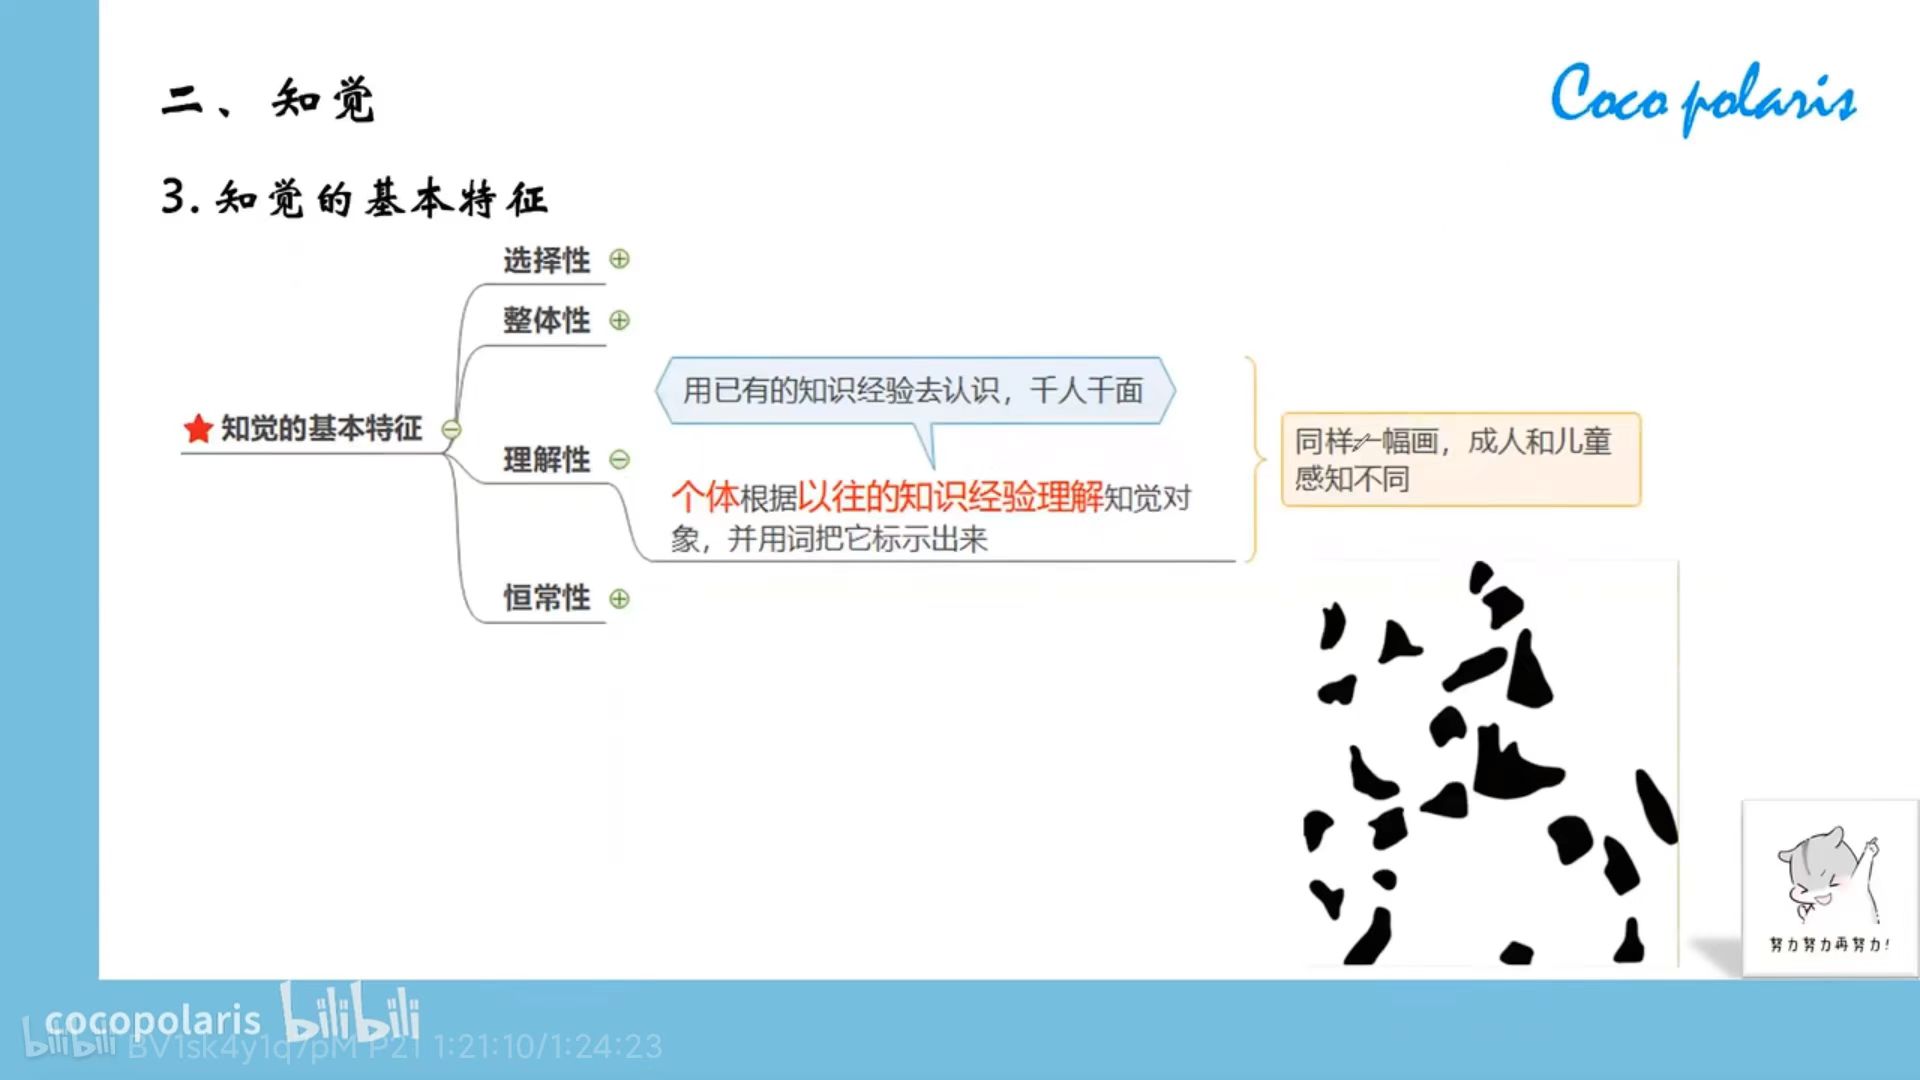 二、知觉
Coco polaris
3.知觉的基本特征
选择性
整体性
用已有的知识经验去认识，千人千面
知觉的基本特征
理解性
个体根据以往的知识经验理解知觉对
象，并用词把它标示出来
同样一幅画，成人和儿童
感知不同
恒常性
努力努力再努力！
cocopolaris bilibili
bilibili BV1sk4y1q7pM P21 1:21:10/1:24:23